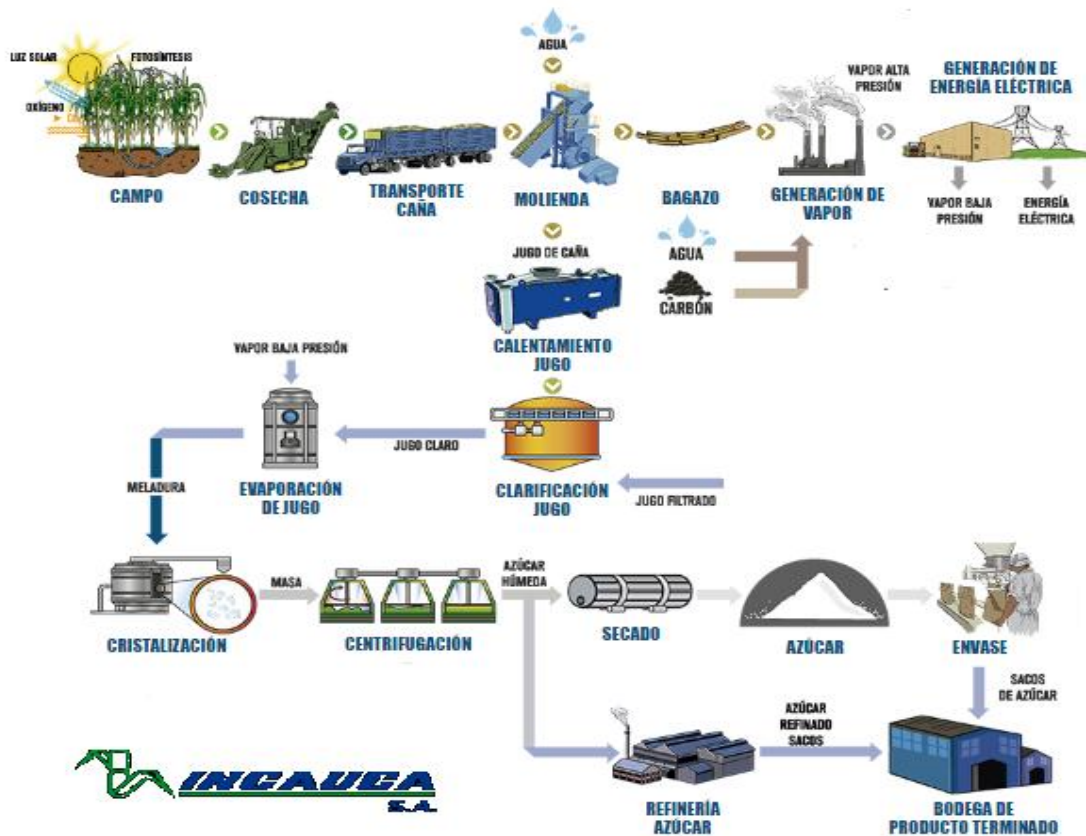 LUZ SOLAR
FOTOSÍNTESIS
OXÍGENO
CAMPO
COSECHA
TRANSPORTE
CAÑA
AGUA
MOLIENDA
BAGAZO
VAPOR ALTA
PRESIÓN
GENERACIÓN DE
VAPOR
GENERACIÓN DE
ENERGÍA ELÉCTRICA
VAPOR BAJA
PRESIÓN
ENERGÍA
ELÉCTRICA
JUGO DE CAÑA
AGUA
CARBÓN
CALENTAMIENTO
JUGO
VAPOR BAJA PRESIÓN
EVAPORACIÓN
DE JUGO
JUGO CLARO
CLARIFICACIÓN
JUGO
JUGO FILTRADO
MELADURA
CRISTALIZACIÓN
MASA
CENTRIFUGACIÓN
AZÚCAR
HÚMEDA
SECADO
AZÚCAR
ENVASE
SACOS
DE AZÚCAR
REFINERÍA
AZÚCAR
AZÚCAR
REFINADO
SACOS
BODEGA DE
PRODUCTO TERMINADO
INCAUCA
S.A.